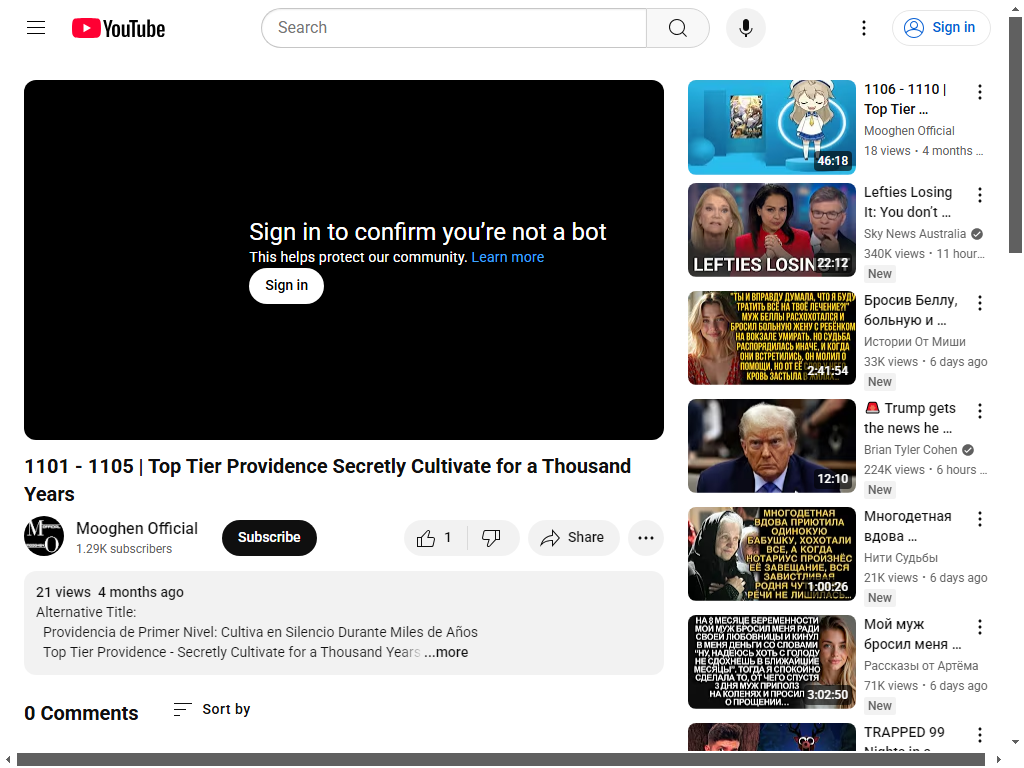 YouTube
Search
Sign in
Sign in to confirm you’re not a bot
This helps protect our community. Learn more
Sign in
1101 - 1105 | Top Tier Providence Secretly Cultivate for a Thousand
Years
Mooghen Official
1.29K subscribers
Subscribe
1
Share
21 views 4 months ago
Alternative Title:
Providencia de Primer Nivel: Cultiva en Silencio Durante Miles de Años
Top Tier Providence - Secretly Cultivate for a Thousand Years ...more
0 Comments
Sort by
46:18
1106 - 1110 |
Top Tier ...
Mooghen Official
18 views • 4 months ...
LEFTIES LOSING IT
22:12
Lefties Losing
It: You don’t ...
Sky News Australia
340K views • 11 hour...
New
"ТЫ И ВПРАВДУ ДУМАЛА, ЧТО Я БУДУ
ТРАТИТЬ ВСЁ НА ТВОЁ ЛЕЧЕНИЕ?!"
МУЖ БЕЛЛЫ РАСХОХОТАЛСЯ И
БРОСИЛ БОЛЬНУЮ ЖЕНУ С РЕБЁНКОМ
НА ВОКЗАЛЕ УМИРАТЬ. НО СУДЬБА
РАСПОРЯДИЛАСЬ ИНАЧЕ, И КОГДА
ОНИ ВСТРЕТИЛИСЬ, ОН МОЛИЛ О
ПОМОЩИ, НО ОТ ЕЁ
КРОВЬ ЗАСТЫЛА В
2:41:54
Бросив Беллу,
больную и ...
Истории От Миши
33K views • 6 days ago
New
12:10
🚨 Trump gets
the news he ...
Brian Tyler Cohen
224K views • 6 hours ...
New
МНОГОДЕТНАЯ
ВДОВА ПРИЮТИЛА
ОДИНОКУЮ
БАБУШКУ, ХОХОТАЛИ
ВСЕ, А КОГДА
НОТАРИУС ПРОИЗНЁС
ЕЁ ЗАВЕЩАНИЕ, ВСЯ
ЗАВИСТЛИВАЯ
РОДНЯ
РЕЧИ НЕ ЛИШИЛАСЬ...
1:00:26
Многодетная
вдова ...
Нити Судьбы
21K views • 6 days ago
New
НА 8 МЕСЯЦЕ БЕРЕМЕННОСТИ
МОЙ МУЖ БРОСИЛ МЕНЯ РАДИ
СВОЕЙ ЛЮБОВНИЦЫ И КИНУЛ
В МЕНЯ ДЕНЬГИ СО СЛОВАМИ
"НУ, НАДЕЮСЬ ХОТЬ С ГОЛОДУ
НЕ СДОХНЕШЬ В БЛИЖАЙШИЕ
МЕСЯЦЫ". ТОГДА Я СПОКОЙНО
СДЕЛАЛА ТО, ОТ ЧЕГО СПУСТЯ
3 ДНЯ МУЖ ПРИПОЛЗ
НА КОЛЕНЯХ И ПРОСИЛ
О ПРОЩЕНИИ...
3:02:50
Мой муж
бросил меня ...
Рассказы от Артёма
71K views • 6 days ago
New
TRAPPED 99
Nights in a